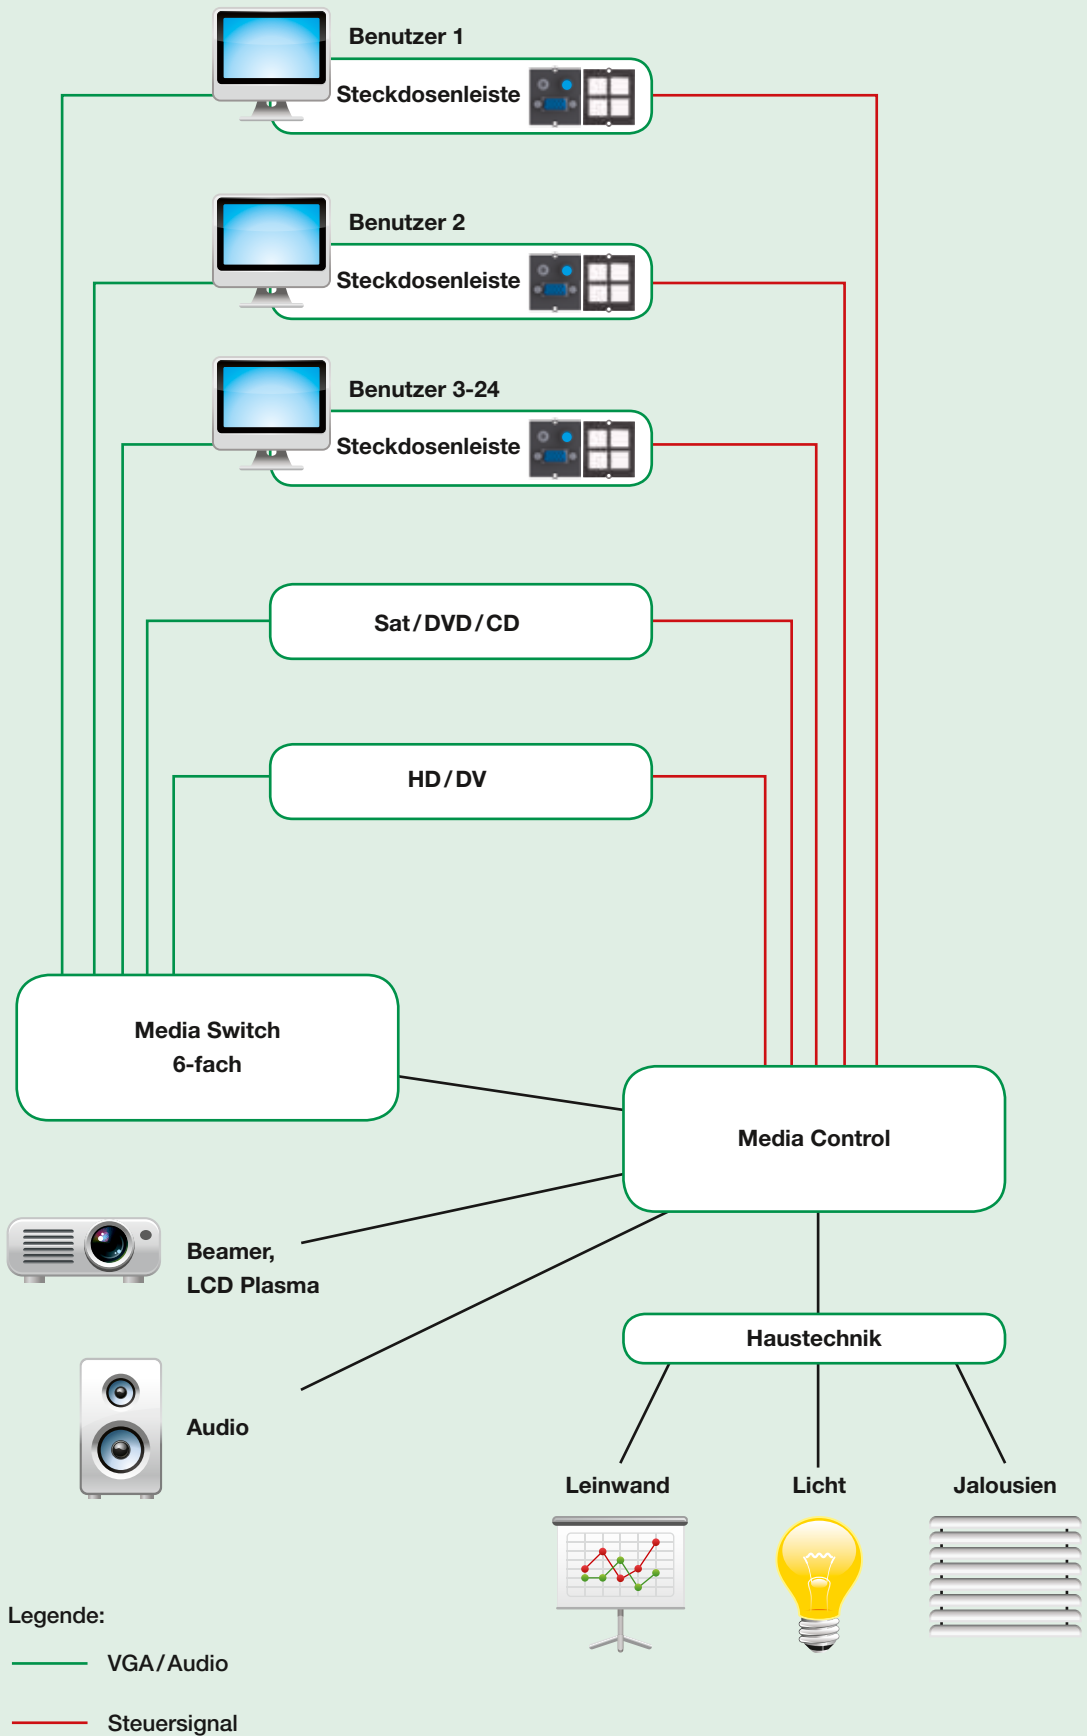 Benutzer 1
Steckdosenleiste
Benutzer 2
Steckdosenleiste
Benutzer 3-24
Steckdosenleiste
Sat/DVD/CD
HD/DV
Media Switch
6-fach
Media Control
Beamer,
LCD Plasma
Haustechnik
Audio
Leinwand
Licht
Jalousien
Legende:
VGA/Audio
Steuersignal